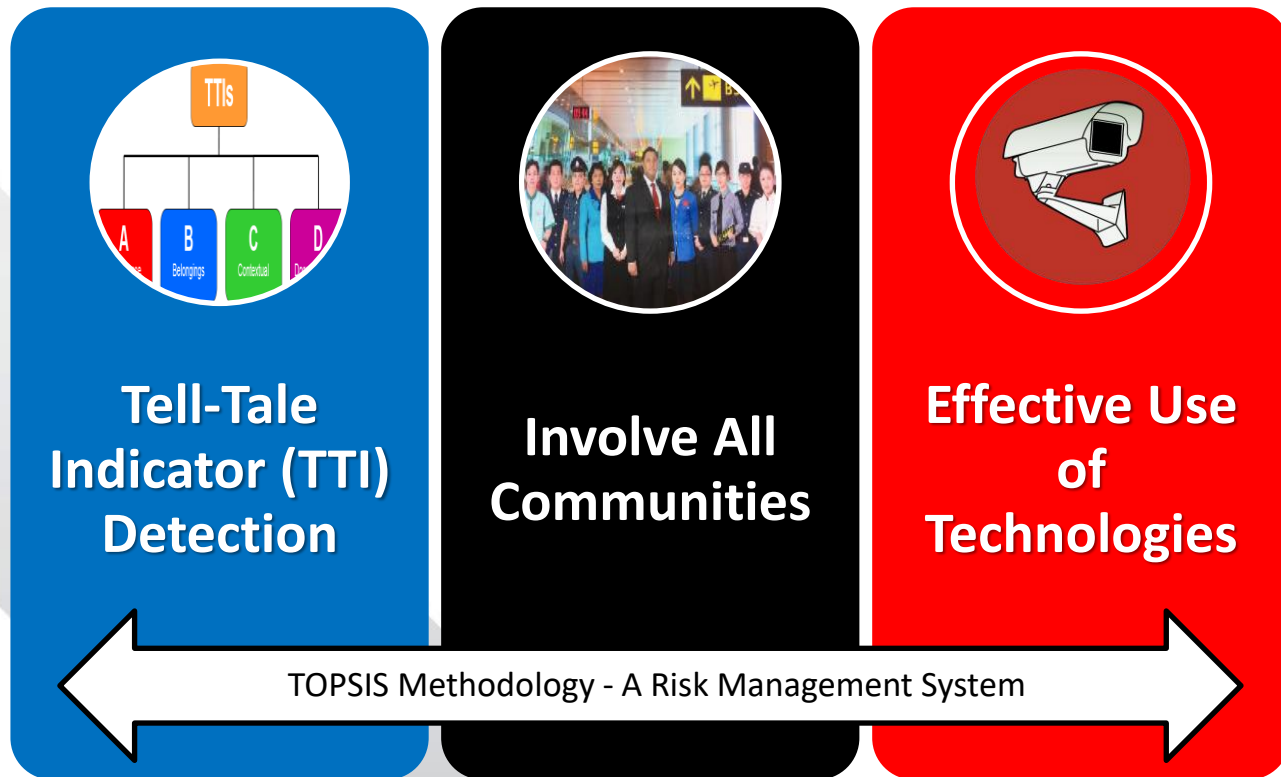 TTIs
A
B
C
D
Belongings
Contextual
Tell-Tale
Indicator (TTI)
Detection
Involve All
Communities
Effective Use
of
Technologies
TOPSIS Methodology - A Risk Management System